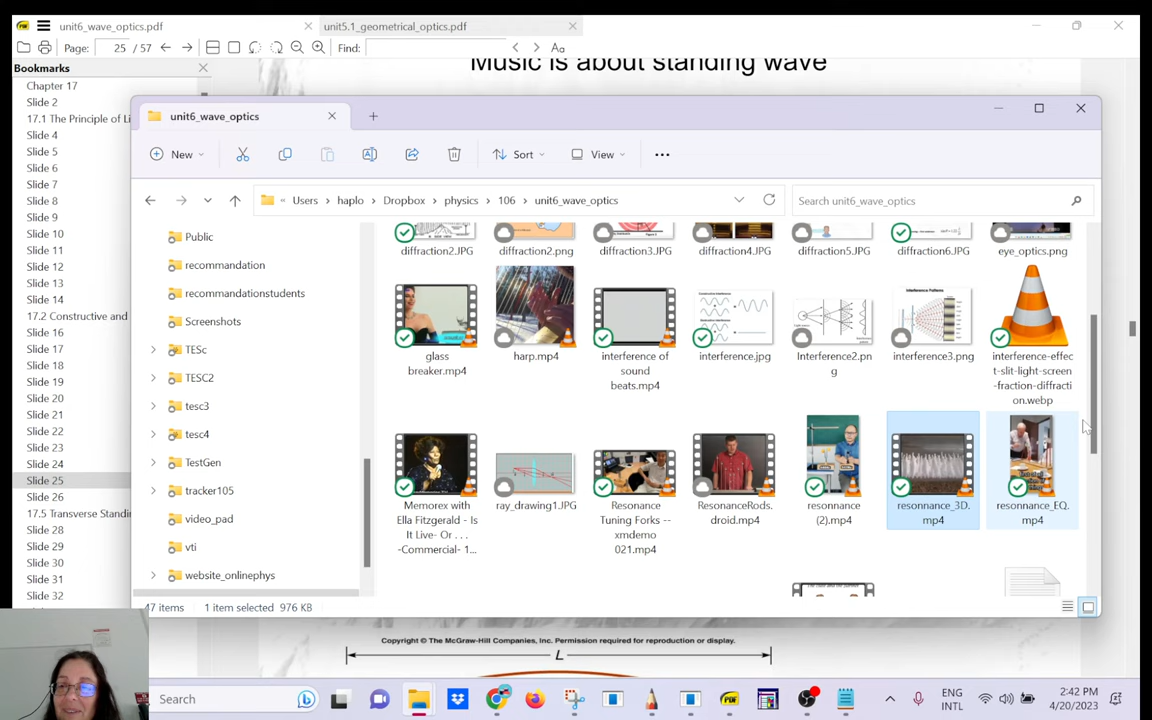 unit6_wave_optics.pdf
unit5.1_geometrical_optics.pdf
Page: 25 / 57
Find:
Aa
Bookmarks
Music is about standing wave
Chapter 17
Slide 2
17.1 The Principle of Li
Slide 4
Slide 5
Slide 6
Slide 7
Slide 8
Slide 9
Slide 10
Slide 11
Slide 12
Slide 13
Slide 14
17.2 Constructive and
Slide 16
Slide 17
Slide 18
Slide 19
Slide 20
Slide 21
Slide 22
Slide 23
Slide 24
Slide 25
Slide 26
17.5 Transverse Standin
Slide 28
Slide 29
Slide 30
Slide 31
Slide 32
unit6_wave_optics
New
Sort
View
« Users › haplo › Dropbox › physics › 106 › unit6_wave_optics
Search unit6_wave_optics
Public
recommandation
recommandationstudents
Screenshots
TESc
TESC2
tesc3
tesc4
TestGen
tracker105
video_pad
vti
website_onlinephys
diffraction2.JPG
diffraction2.png
diffraction3.JPG
diffraction4.JPG
diffraction5.JPG
diffraction6.JPG
eye_optics.png
glass
breaker.mp4
harp.mp4
interference of
sound
beats.mp4
interference.jpg
Interference2.pn
g
interference3.png
interference-effec
t-slit-light-screen
-fraction-diffracti
on.webp
Memorex with
Ella Fitzgerald - Is
It Live- Or . . .
-Commercial- 1...
ray_drawing1.JPG
Resonance
Tuning Forks --
xmdemo
021.mp4
ResonanceRods.
droid.mp4
resonnance
(2).mp4
resonnance_3D.
mp4
resonnance_EQ.
mp4
47 items
1 item selected 976 KB
Copyright © The McGraw-Hill Companies, Inc. Permission required for reproduction or display.
L
Search
ENG
INTL
2:42 PM
4/20/2023